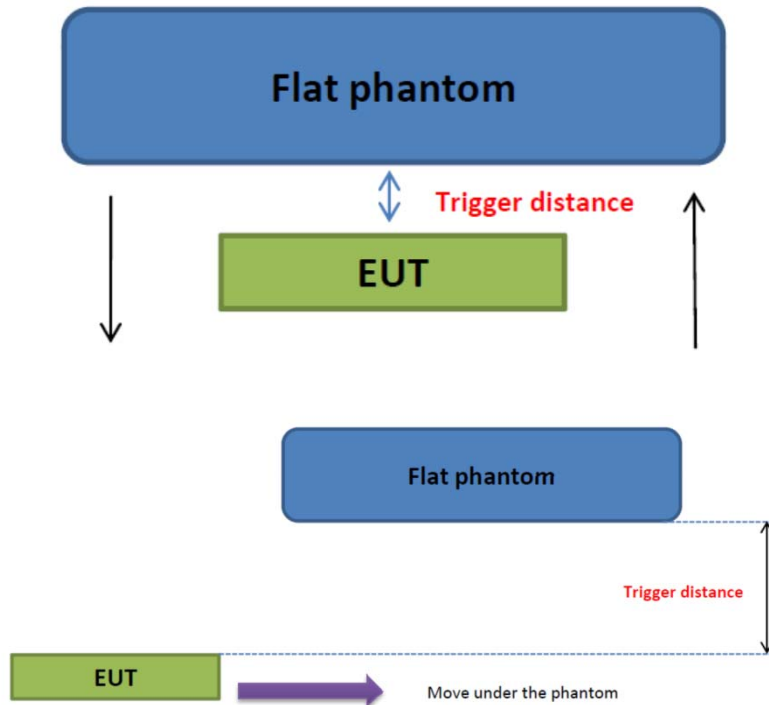 Flat phantom
Trigger distance
EUT
Flat phantom
Trigger distance
EUT
Move under the phantom